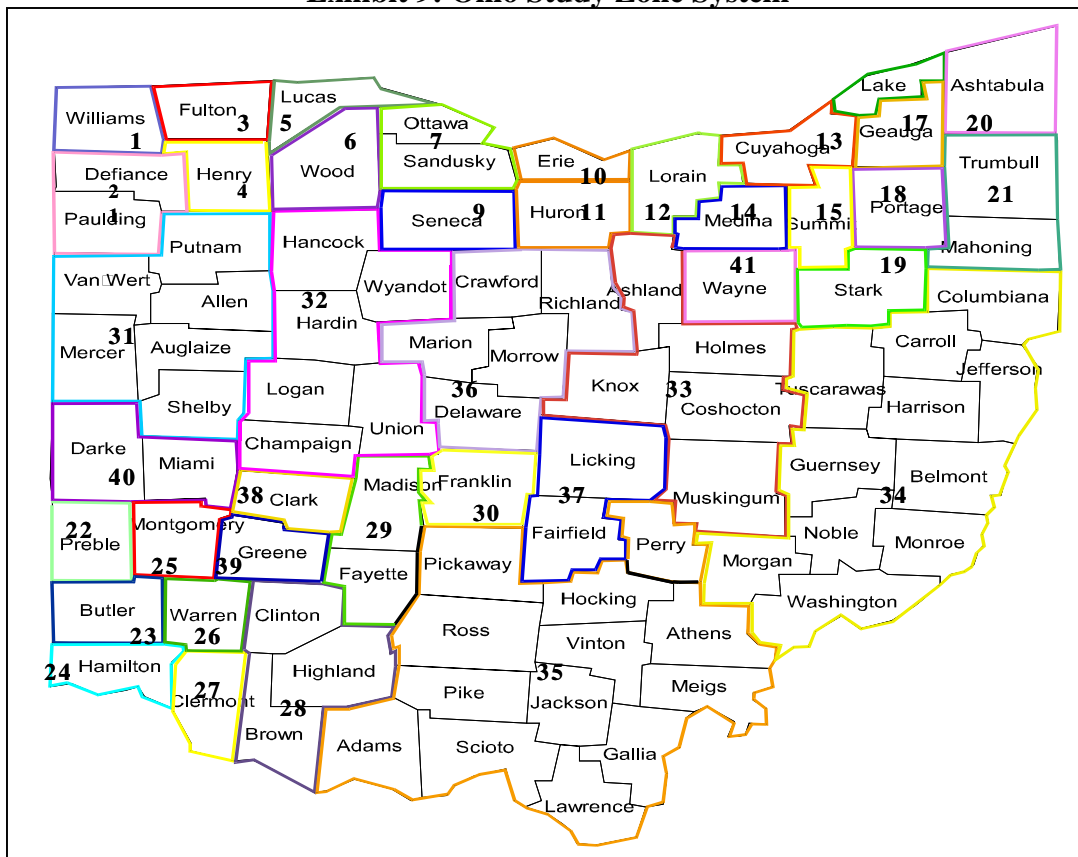 Exhibit 9: Ohio Study Zone System
Lake
Ashtabula
Lucas
Fulton
3
5
Williams
1
Ottawa
7
6
Geauga
17
20
Cuyahoga
13
Erie
10
Sandusky
Wood
Trumbull
21
Defiance
2
1
Henry
4
Lorain
12
18
Portage
Paulding
Seneca
9
Huron
11
Medina
14
15
Summi
Putnam
Hancock
Mahoning
Van Wert
Wyandot
Crawford
Richland
Ashland
41
Wayne
19
Stark
Columbiana
Allen
32
Hardin
31
Mercer
Auglaize
Marion
Morrow
Holmes
Carroll
Jefferson
Logan
36
Knox
33
Tuscarawas
Shelby
Delaware
Coshocton
Harrison
Union
Champaign
Darke
40
Miami
Licking
37
Guernsey
Belmont
38
Clark
Madison
Franklin
30
Muskingum
34
22
Preble
Montgomery
25
29
Fairfield
Perry
Noble
Monroe
39
Greene
Fayette
Pickaway
Morgan
Butler
23
Warren
26
Clinton
Hocking
Washington
Ross
Vinton
Athens
24
Hamilton
27
Clermont
Highland
28
35
Pike
Jackson
Meigs
Brown
Adams
Scioto
Gallia
Lawrence